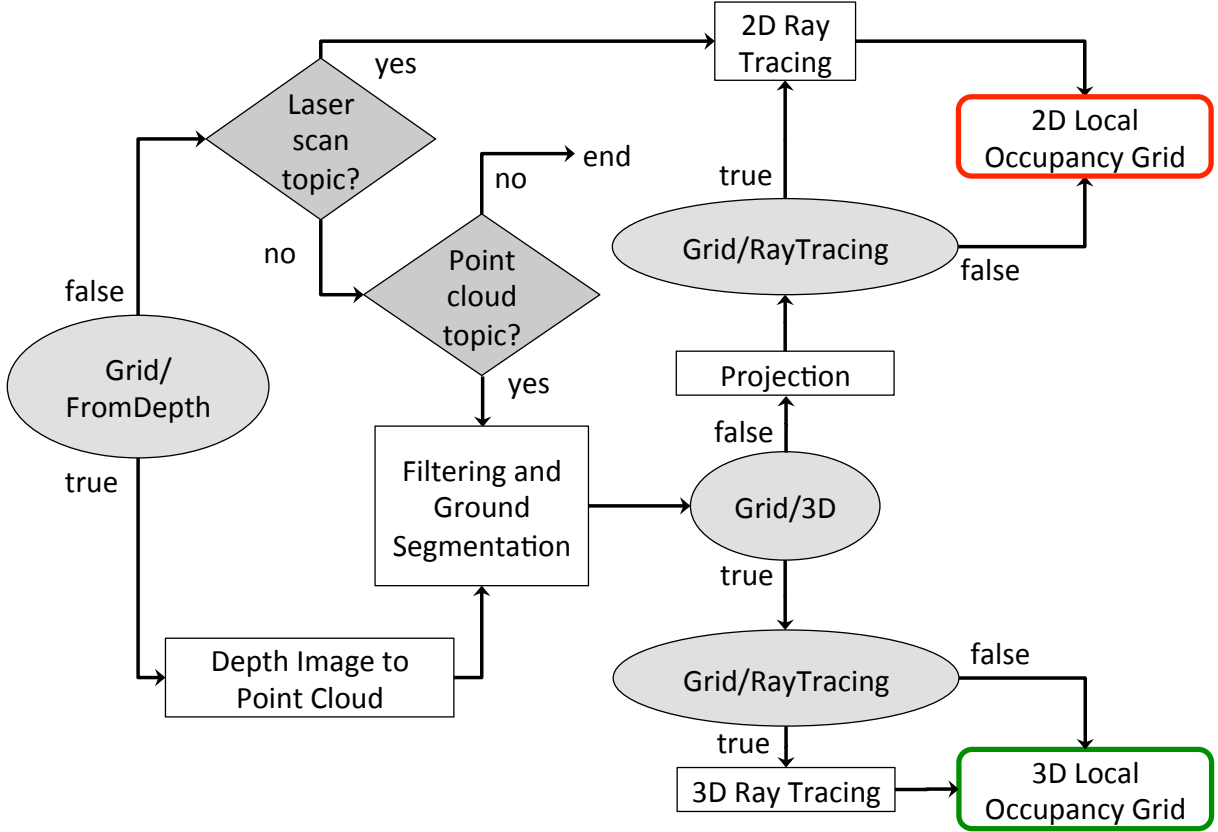 2D Ray
Tracing
yes
Laser
scan
topic?
2D Local
Occupancy Grid
end
no
true
no
Point
cloud
topic?
Grid/RayTracing
false
false
Grid/
FromDepth
Projection
yes
false
true
Filtering and
Ground
Segmentation
Grid/3D
true
Depth Image to
Point Cloud
Grid/RayTracing
false
true
3D Ray Tracing
3D Local
Occupancy Grid